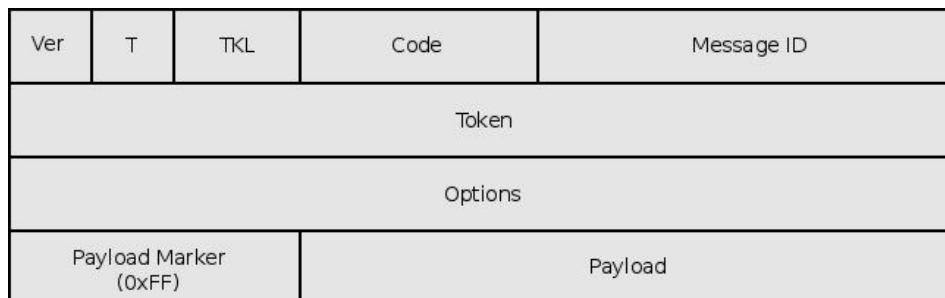 Ver T TKL Code Message ID
Token
Options
Payload Marker
(0xFF)
Payload